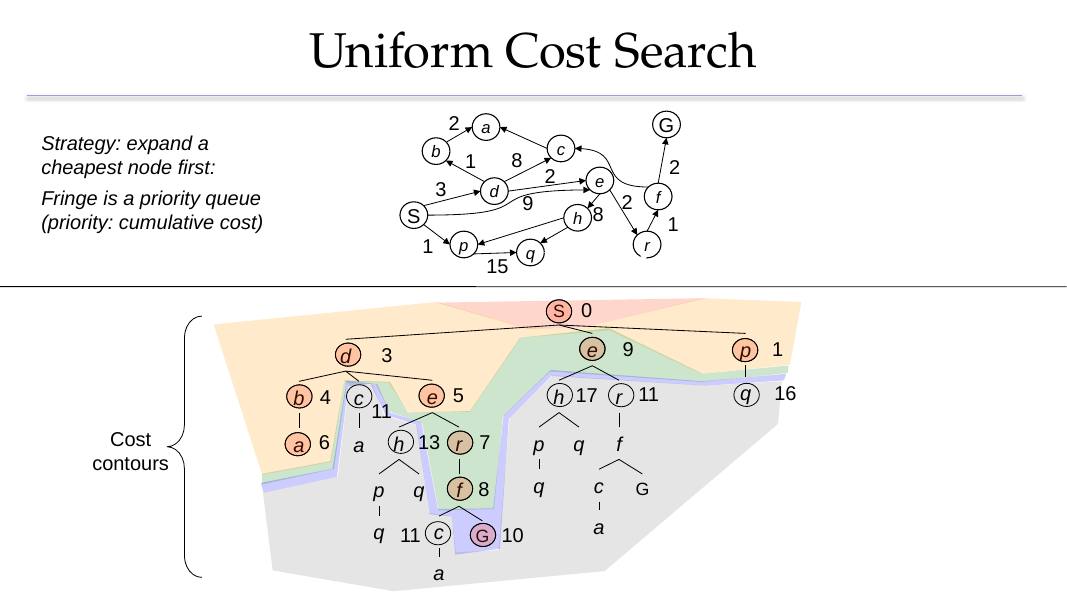 Uniform Cost Search
Strategy: expand a
cheapest node first:
Fringe is a priority queue
(priority: cumulative cost)
2 a G
b c
1 8 2
3 d 2 e
9 2 f
S h 8
1 p q r 1
15
S 0
d 3 e 9 p 1
b 4 c e 5 h 17 r 11 q 16
11
a 6 a h 13 r 7 p q f
p q f 8 q c G
q 11 c G 10 a
a
Cost
contours